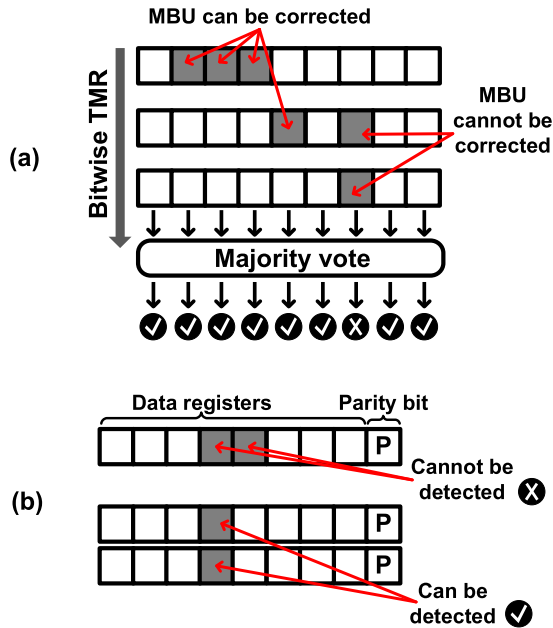 MBU can be corrected
Bitwise TMR
(a)
MBU
cannot be
corrected
Majority vote
X
Data registers
Parity bit
P
Cannot be
detected X
(b)
P
P
Can be
detected